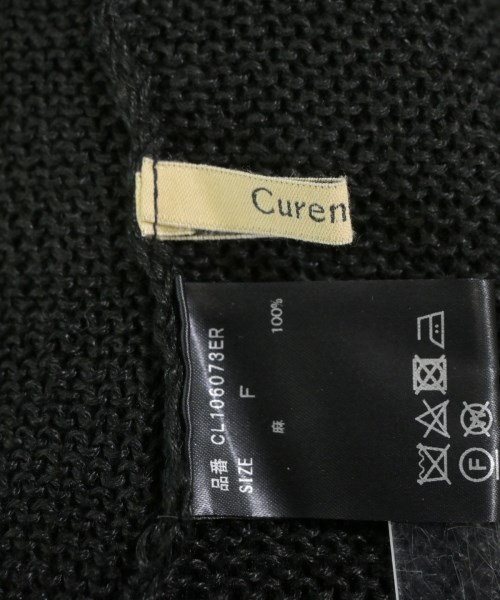 Curen
品番 CL106073ER
SIZE F
麻 100%
F